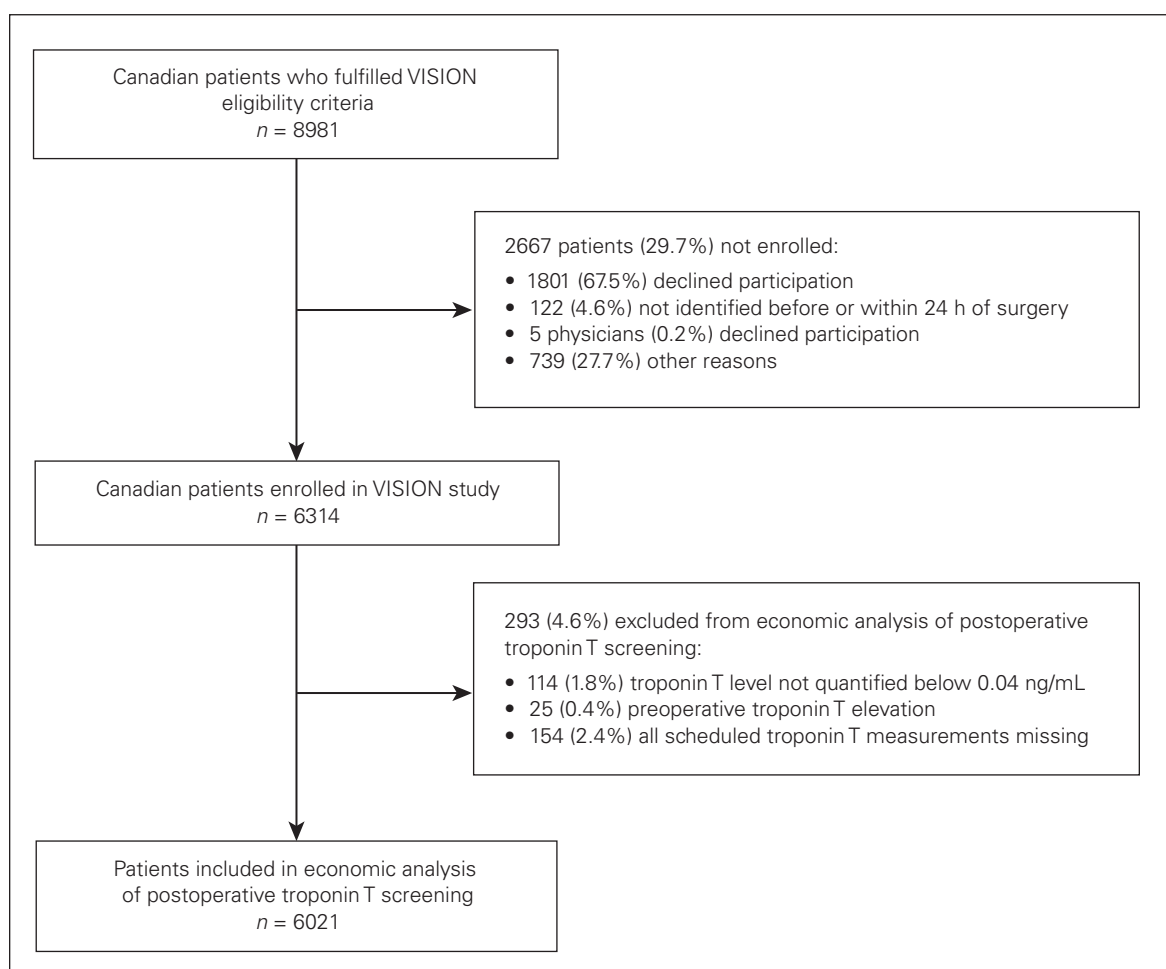 Canadian patients who fulfilled VISION
eligibility criteria
n = 8981
2667 patients (29.7%) not enrolled:
• 1801 (67.5%) declined participation
• 122 (4.6%) not identified before or within 24 h of surgery
• 5 physicians (0.2%) declined participation
• 739 (27.7%) other reasons
Canadian patients enrolled in VISION study
n = 6314
293 (4.6%) excluded from economic analysis of postoperative
troponin T screening:
• 114 (1.8%) troponin T level not quantified below 0.04 ng/mL
• 25 (0.4%) preoperative troponin T elevation
• 154 (2.4%) all scheduled troponin T measurements missing
Patients included in economic analysis
of postoperative troponin T screening
n = 6021